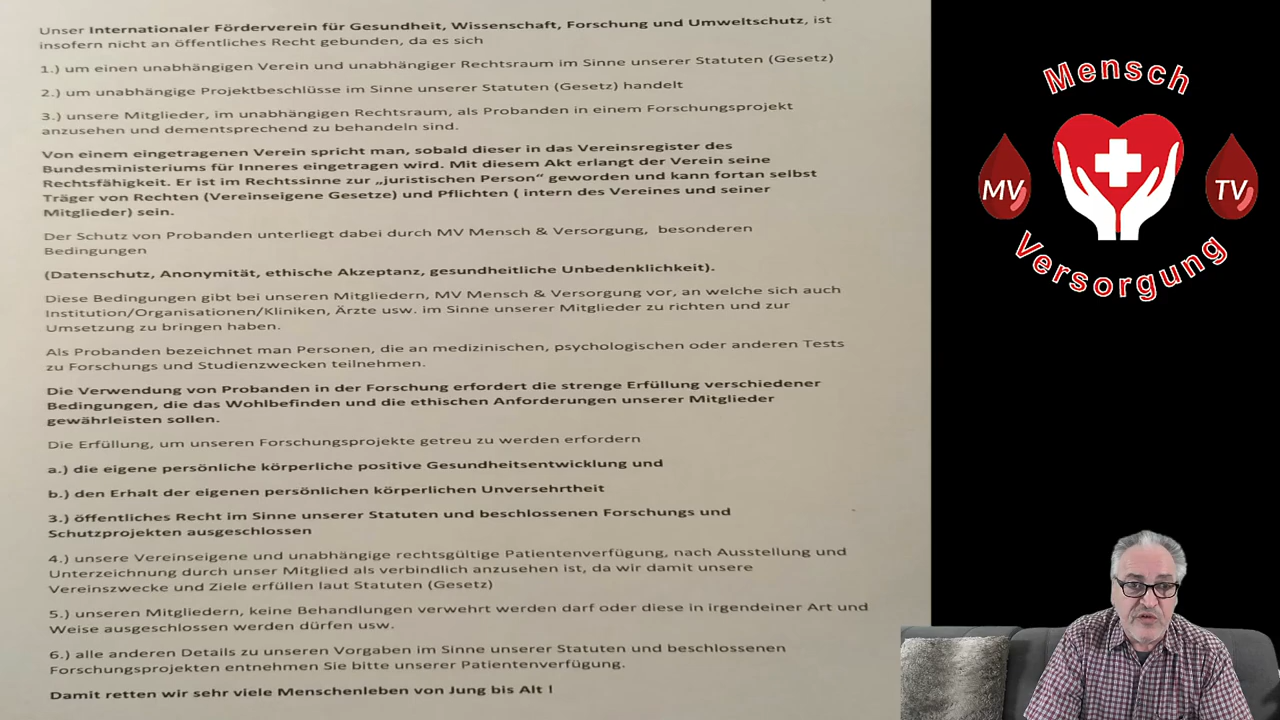 Unser Internationaler Förderverein für Gesundheit, Wissenschaft, Forschung und Umweltschutz, ist
insofern nicht an öffentliches Recht gebunden, da es sich
1.) um einen unabhängigen Verein und unabhängiger Rechtsraum im Sinne unserer Statuten (Gesetz)
2.) um unabhängige Projektbeschlüsse im Sinne unserer Statuten (Gesetz) handelt
3.) unsere Mitglieder, im unabhängigen Rechtsraum, als Probanden in einem Forschungsprojekt
anzusehen und dementsprechend zu behandeln sind.
Von einem eingetragenen Verein spricht man, sobald dieser in das Vereinsregister des
Bundesministeriums für Inneres eingetragen wird. Mit diesem Akt erlangt der Verein seine
Rechtsfähigkeit. Er ist im Rechtssinne zur „juristischen Person“ geworden und kann fortan selbst
Träger von Rechten (Vereinseigene Gesetze) und Pflichten ( intern des Vereines und seiner
Mitglieder) sein.
Der Schutz von Probanden unterliegt dabei durch MV Mensch & Versorgung, besonderen
Bedingungen
(Datenschutz, Anonymität, ethische Akzeptanz, gesundheitliche Unbedenklichkeit).
Diese Bedingungen gibt bei unseren Mitgliedern, MV Mensch & Versorgung vor, an welche sich auch
Institution/Organisationen/Kliniken, Ärzte usw. im Sinne unserer Mitglieder zu richten und zur
Umsetzung zu bringen haben.
Als Probanden bezeichnet man Personen, die an medizinischen, psychologischen oder anderen Tests
zu Forschungs und Studienzwecken teilnehmen.
Die Verwendung von Probanden in der Forschung erfordert die strenge Erfüllung verschiedener
Bedingungen, die das Wohlbefinden und die ethischen Anforderungen unserer Mitglieder
gewährleisten sollen.
Die Erfüllung, um unseren Forschungsprojekte getreu zu werden erfordern
a.) die eigene persönliche körperliche positive Gesundheitsentwicklung und
b.) den Erhalt der eigenen persönlichen körperlichen Unversehrtheit
3.) öffentliches Recht im Sinne unserer Statuten und beschlossenen Forschungs und
Schutzprojekten ausgeschlossen
4.) unsere Vereinseigene und unabhängige rechtsgültige Patientenverfügung, nach Ausstellung und
Unterzeichnung durch unser Mitglied als verbindlich anzusehen ist, da wir damit unsere
Vereinszwecke und Ziele erfüllen laut Statuten (Gesetz)
5.) unseren Mitgliedern, keine Behandlungen verwehrt werden darf oder diese in irgendeiner Art und
Weise ausgeschlossen werden dürfen usw.
6.) alle anderen Details zu unseren Vorgaben im Sinne unserer Statuten und beschlossenen
Forschungsprojekten entnehmen Sie bitte unserer Patientenverfügung.
Damit retten wir sehr viele Menschenleben von Jung bis Alt !
Mensch
MV
TV
Versorgung